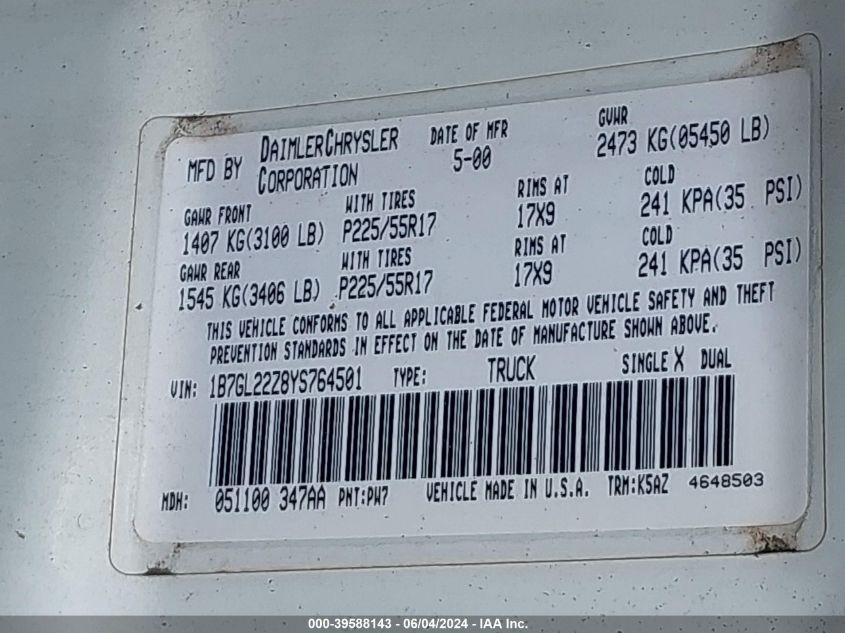 MFD BY DAIMLERCHRYSLER CORPORATION DATE OF MFR 5-00 GVWR 2473 KG(05450 LB)
GAWR FRONT WITH TIRES RIMS AT COLD
1407 KG(3100 LB) P225/55R17 17X9 241 KPA(35 PSI)
GAWR REAR WITH TIRES RIMS AT COLD
1545 KG(3406 LB) P225/55R17 17X9 241 KPA(35 PSI)
THIS VEHICLE CONFORMS TO ALL APPLICABLE FEDERAL MOTOR VEHICLE SAFETY AND THEFT
PREVENTION STANDARDS IN EFFECT ON THE DATE OF MANUFACTURE SHOWN ABOVE.
VIN: 1B7GL22Z8YS764501 TYPE: TRUCK SINGLE X DUAL
MDH: 051100 347AA PNT:PW7 VEHICLE MADE IN U.S.A. TRM:K5AZ 4648503
000-39588143 - 06/04/2024 - IAA Inc.